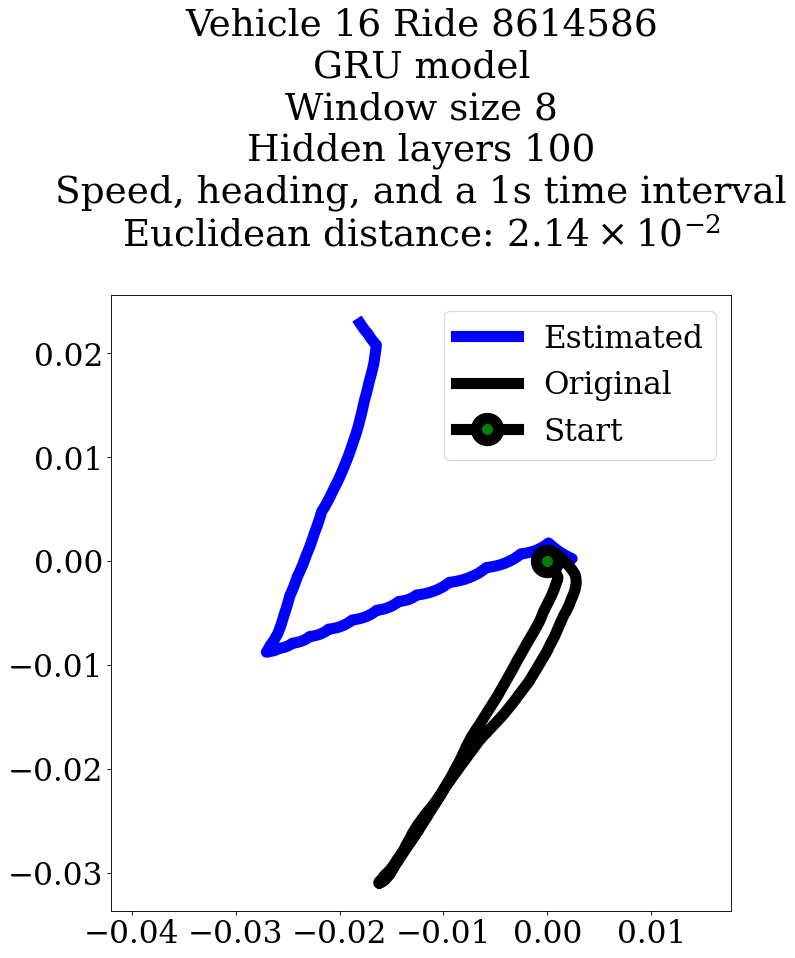 Vehicle 16 Ride 8614586
GRU model
Window size 8
Hidden layers 100
Speed, heading, and a 1s time interval
Euclidean distance: 2.14 × 10⁻²
Estimated
Original
Start
0.02
0.01
0.00
−0.01
−0.02
−0.03
−0.04 −0.03 −0.02 −0.01 0.00 0.01